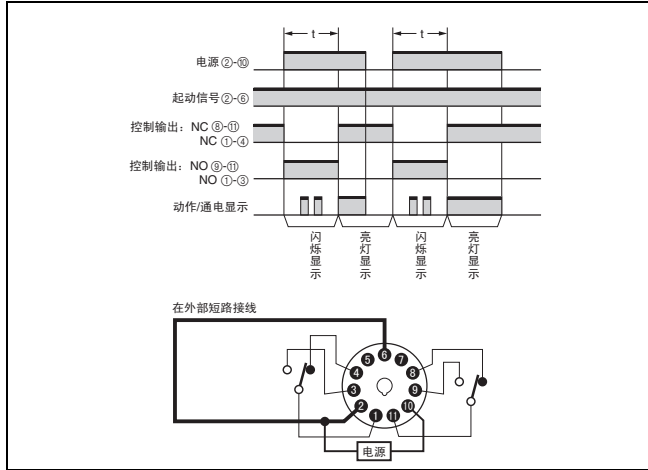 t
t
电源②-⑩
起动信号②-⑥
控制输出：NC ⑧-⑪
NC ①-④
控制输出：NO ⑨-⑪
NO ①-③
动作/通电显示
闪烁显示
亮灯显示
闪烁显示
亮灯显示
在外部短路接线
⑤ ⑥ ⑦
④ ⑧
③ ⑨
② ⑩
① ⑪
电源